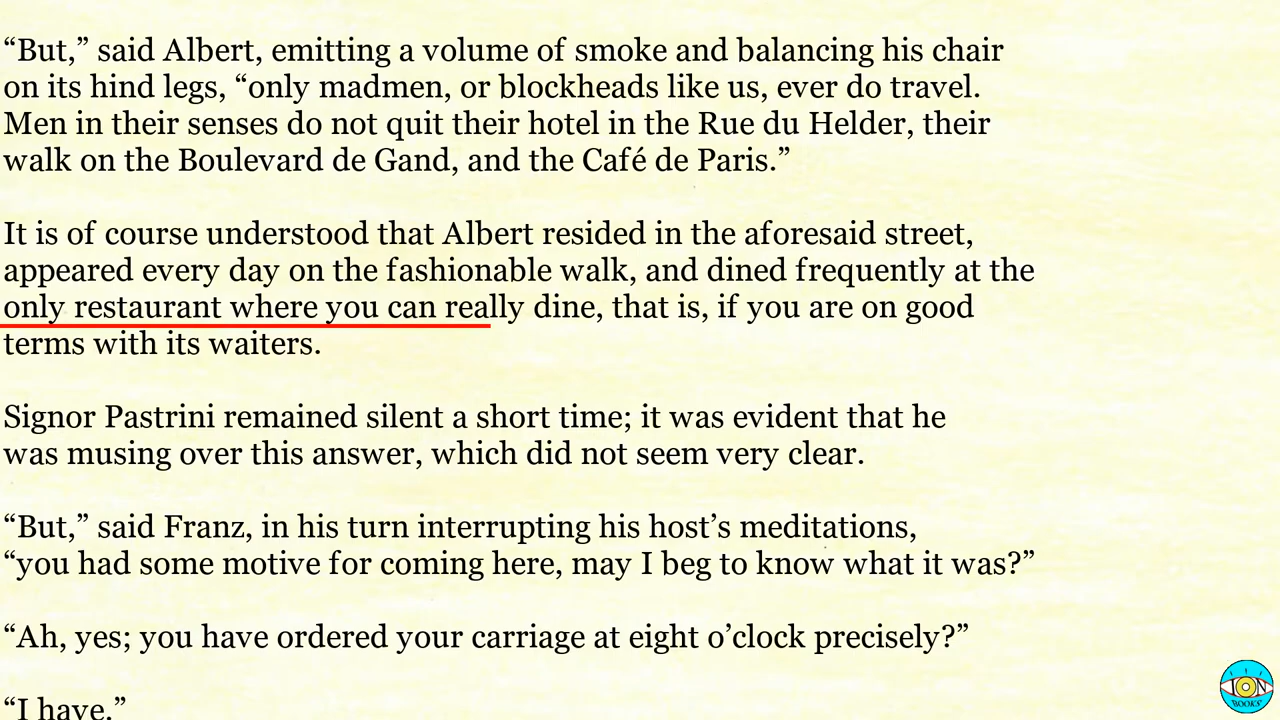 “But,” said Albert, emitting a volume of smoke and balancing his chair
on its hind legs, “only madmen, or blockheads like us, ever do travel.
Men in their senses do not quit their hotel in the Rue du Helder, their
walk on the Boulevard de Gand, and the Café de Paris.”
It is of course understood that Albert resided in the aforesaid street,
appeared every day on the fashionable walk, and dined frequently at the
only restaurant where you can really dine, that is, if you are on good
terms with its waiters.
Signor Pastrini remained silent a short time; it was evident that he
was musing over this answer, which did not seem very clear.
“But,” said Franz, in his turn interrupting his host’s meditations,
“you had some motive for coming here, may I beg to know what it was?”
“Ah, yes; you have ordered your carriage at eight o’clock precisely?”
“I have.”
ION
BOOKS